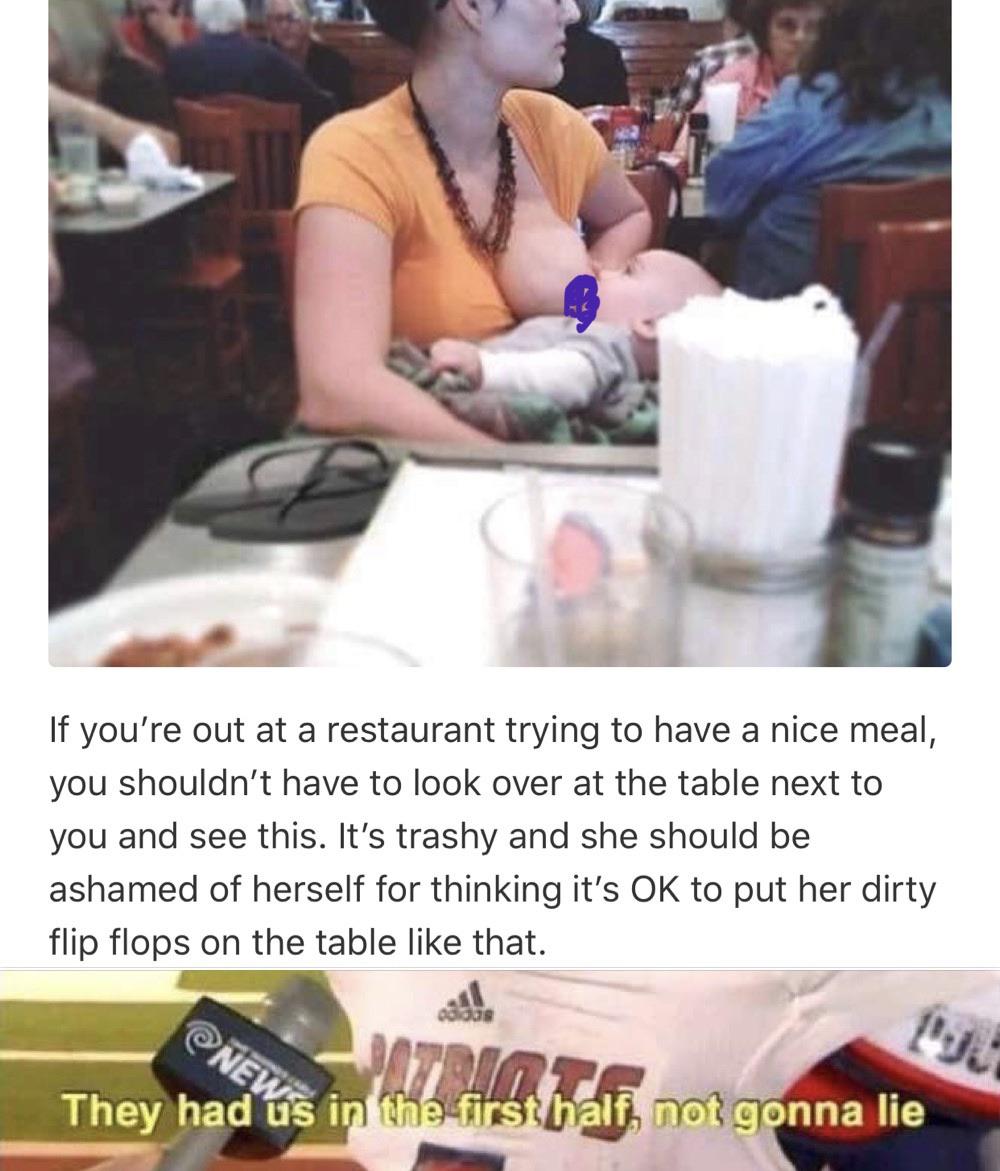 If you’re out at a restaurant trying to have a nice meal,
you shouldn’t have to look over at the table next to
you and see this. It’s trashy and she should be
ashamed of herself for thinking it’s OK to put her dirty
flip flops on the table like that.
adidas
NEWS
PATRIOTS
They had us in the first half, not gonna lie